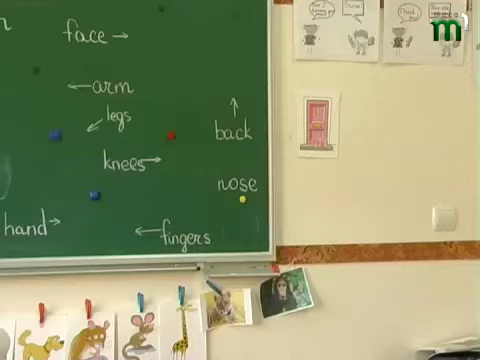 face →
← arm
legs
back
knees →
nose
hand →
← fingers
m